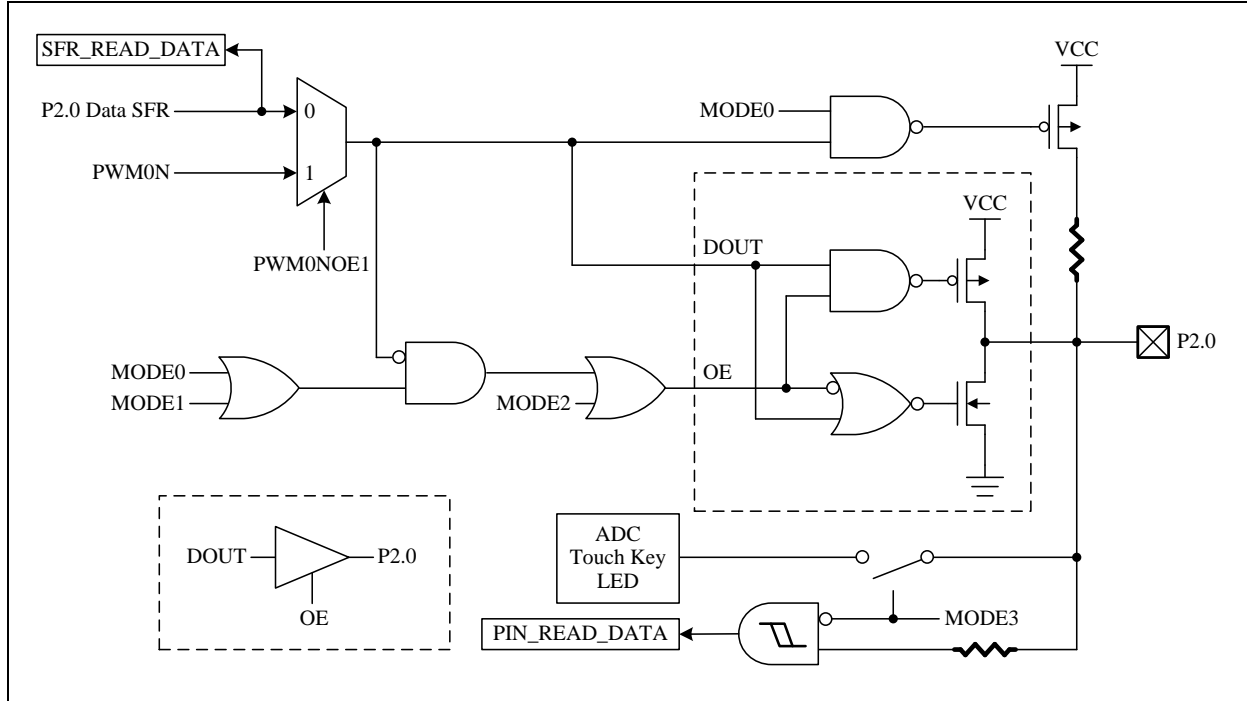 SFR_READ_DATA
VCC
P2.0 Data SFR
0
MODE0
PWM0N
1
VCC
PWM0NOE1
DOUT
P2.0
MODE0
OE
MODE1
MODE2
ADC
Touch Key
LED
DOUT
P2.0
OE
PIN_READ_DATA
MODE3